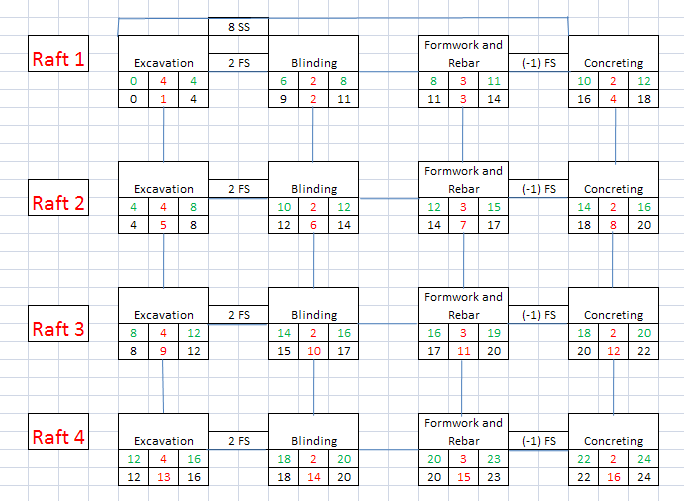 8 SS
Raft 1
Excavation 2 FS Blinding Formwork and Rebar (-1) FS Concreting
0 4 4 6 2 8 8 3 11 10 2 12
0 1 4 9 2 11 11 3 14 16 4 18
Raft 2
Excavation 2 FS Blinding Formwork and Rebar (-1) FS Concreting
4 4 8 10 2 12 12 3 15 14 2 16
4 5 8 12 6 14 14 7 17 18 8 20
Raft 3
Excavation 2 FS Blinding Formwork and Rebar (-1) FS Concreting
8 4 12 14 2 16 16 3 19 18 2 20
8 9 12 15 10 17 17 11 20 20 12 22
Raft 4
Excavation 2 FS Blinding Formwork and Rebar (-1) FS Concreting
12 4 16 18 2 20 20 3 23 22 2 24
12 13 16 18 14 20 20 15 23 22 16 24